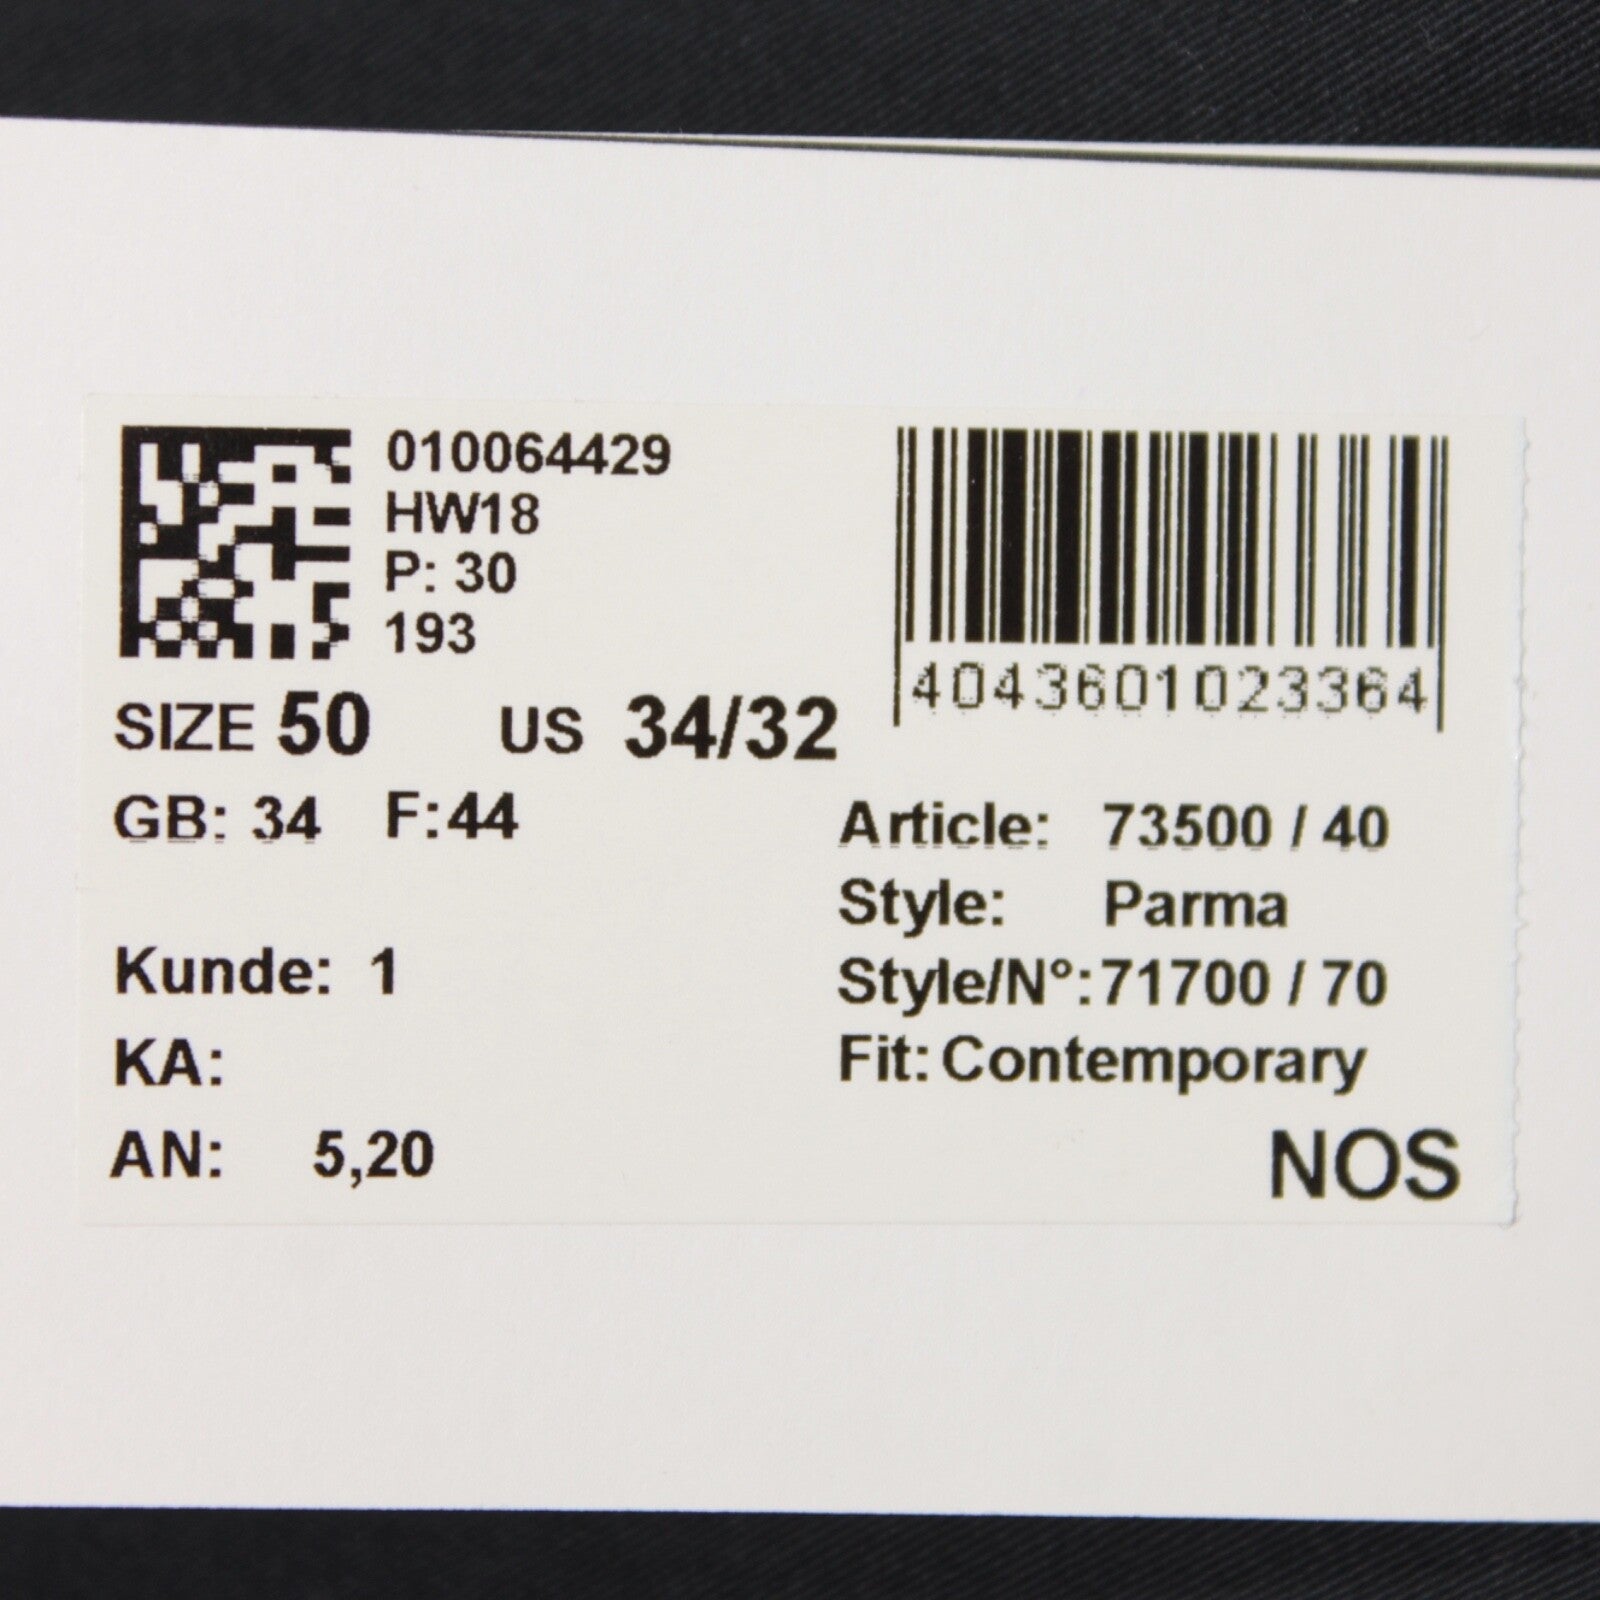 010064429
HW18
P: 30
193
4043601023364
SIZE 50 US 34/32
GB: 34 F:44
Article: 73500 / 40
Style: Parma
Kunde: 1
Style/N°:71700 / 70
KA:
Fit: Contemporary
AN: 5,20
NOS